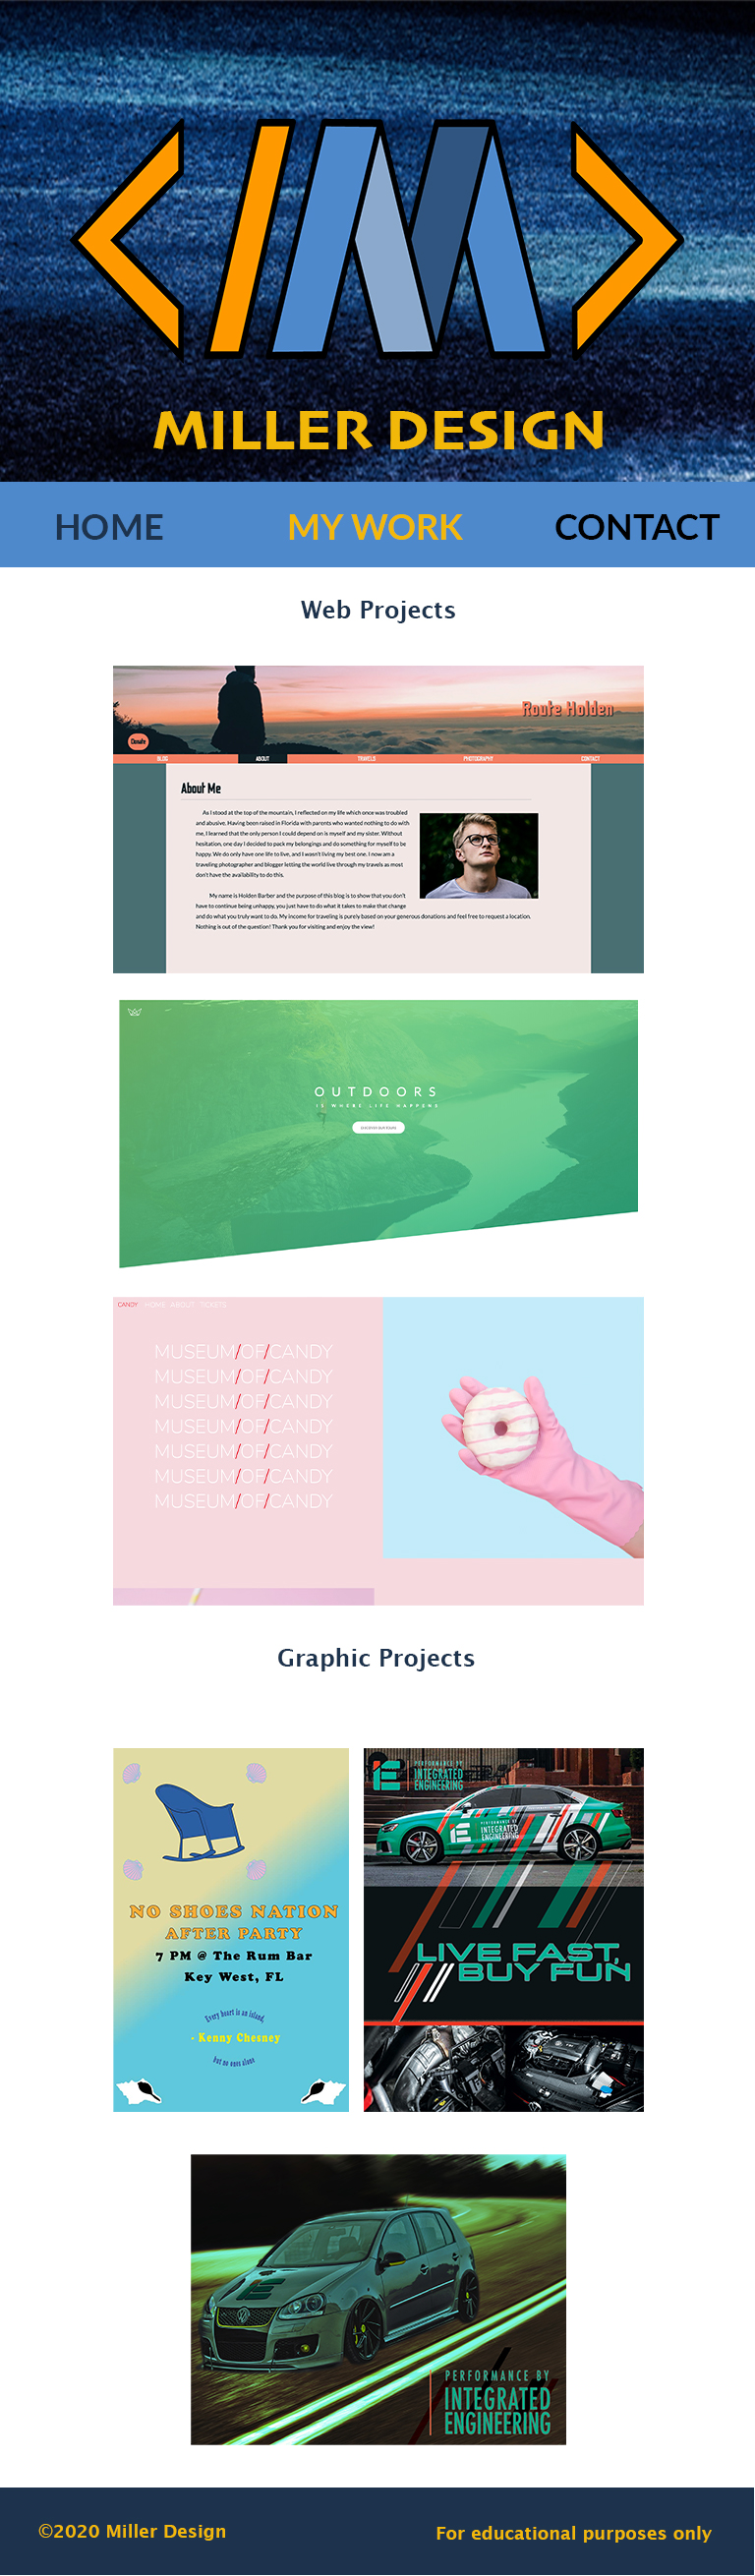 MILLER DESIGN
HOME
MY WORK
CONTACT
Web Projects
Route Holden
Donate
BLOG
ABOUT
TRAVELS
PHOTOGRAPHY
CONTACT
About Me
As I stood at the top of the mountain, I reflected on my life which once was troubled
and abusive. Having been raised in Florida with parents who wanted nothing to do with
me, I learned that the only person I could depend on is myself and my sister. Without
hesitation, one day I decided to pack my belongings and do something for myself to be
happy. We do only have one life to live, and I wasn't living my best one. I now am a
traveling photographer and blogger letting the world live through my travels as most
don't have the availability to do this.
My name is Holden Barber and the purpose of this blog is to show that you don't
have to continue being unhappy, you just have to do what it takes to make that change
and do what you truly want to do. My income for traveling is purely based on your generous donations and feel free to request a location.
Nothing is out of the question! Thank you for visiting and enjoy the view!
OUTDOORS
IS WHERE LIFE HAPPENS
CANDY HOME ABOUT TICKETS
MUSEUM/OF/CANDY
MUSEUM/OF/CANDY
MUSEUM/OF/CANDY
MUSEUM/OF/CANDY
MUSEUM/OF/CANDY
MUSEUM/OF/CANDY
MUSEUM/OF/CANDY
Graphic Projects
NO SHOES NATION
AFTER PARTY
7 PM @ The Rum Bar
Key West, FL
Every heart is an island,
- Kenny Chesney
but no ones alone
PERFORMANCE BY
INTEGRATED
ENGINEERING
PERFORMANCE BY
INTEGRATED
ENGINEERING
LIVE FAST,
BUY FUN
PERFORMANCE BY
INTEGRATED
ENGINEERING
©2020 Miller Design
For educational purposes only